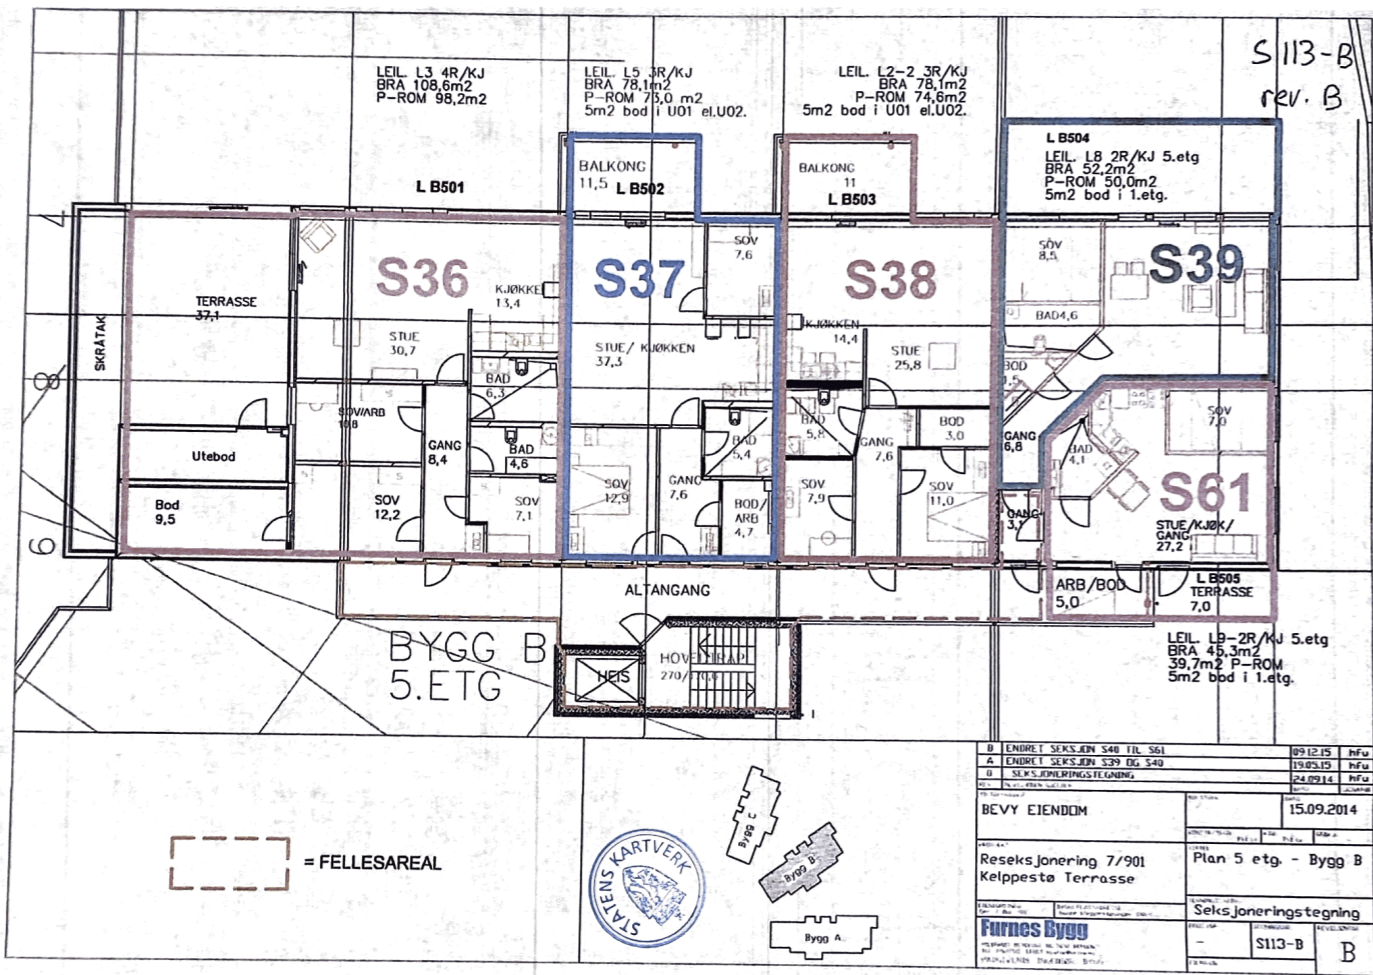 S113-B
rev. B
LEIL. L3 4R/KJ
BRA 108,6m2
P-ROM 98,2m2
LEIL. L5 3R/KJ
BRA 78,1m2
P-ROM 73,0 m2
5m2 bod i U01 el.U02.
LEIL. L2-2 3R/KJ
BRA 78,1m2
P-ROM 74,6m2
5m2 bod i U01 el.U02.
L B504
LEIL. L8 2R/KJ 5.etg
BRA 52,2m2
P-ROM 50,0m2
5m2 bod i 1.etg.
L B501
BALKONG
11,5
L B502
BALKONG
11
L B503
7
8
9
SKRÅTAK
TERRASSE
37,1
S36
KJØKKE
13,4
STUE
30,7
SOV/ARB
10,8
BAD
6,3
GANG
8,4
BAD
4,6
Utebod
Bod
9,5
SOV
12,2
SOV
7,1
S37
SOV
7,6
STUE/ KJØKKEN
37,3
BAD
5,4
SOV
12,9
GANG
7,6
BOD/
ARB
4,7
S38
KJØKKEN
14,4
STUE
25,8
BAD
5,8
GANG
7,6
BOD
3,0
SOV
7,9
SOV
11,0
S39
SOV
8,5
BAD4,6
BOD
GANG
6,8
GANG
3,1
S61
SOV
7,0
BAD
4,1
STUE/KJØK/
GANG
27,2
ARB/BOD
5,0
L B505
TERRASSE
7,0
LEIL. L9-2R/KJ 5.etg
BRA 45,3m2
39,7m2 P-ROM
5m2 bod i 1.etg.
ALTANGANG
HEIS
BYGG B
5.ETG
= FELLESAREAL
STATENS KARTVERK
Bygg C
Bygg B
Bygg A
B ENDRET SEKSJON S40 TIL S61 09.12.15 hFu
A ENDRET SEKSJON S39 OG S40 19.05.15 hFu
0 SEKSJONERINGSTEGNING 24.09.14 hFu
BEVY EIENDOM
15.09.2014
Reseksjonering 7/901
Kelppestø Terrasse
Plan 5 etg. - Bygg B
Seksjoneringstegning
Furnes Bygg
-
S113-B
B